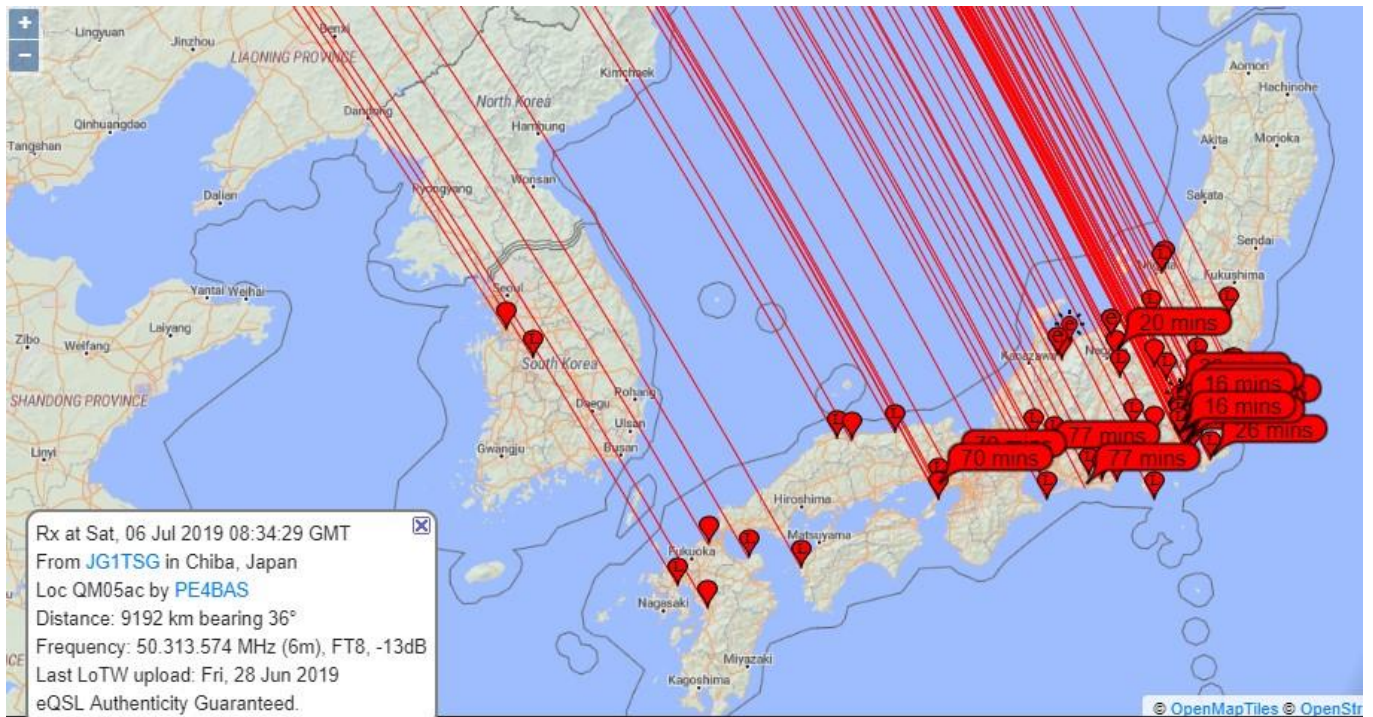 +
−
Lingyuan
Jinzhou
Benxi
LIAONING PROVINCE
Kimchaek
Aomori
Hachinohe
North Korea
Dandong
Hamhung
Qinhuangdao
Tangshan
Akita
Morioka
Wonsan
Dalian
Pyongyang
Sakata
Sendai
Fukushima
Yantai
Weihai
Seoul
Laiyang
20 mins
Zibo
Weifang
Kanazawa
South Korea
Pohang
16 mins
SHANDONG PROVINCE
Daegu
Ulsan
16 mins
77 mins
26 mins
Gwangju
Busan
Linyi
70 mins
77 mins
Hiroshima
Matsuyama
Fukuoka
Nagasaki
Miyazaki
Kagoshima
Rx at Sat, 06 Jul 2019 08:34:29 GMT
From JG1TSG in Chiba, Japan
Loc QM05ac by PE4BAS
Distance: 9192 km bearing 36°
Frequency: 50.313.574 MHz (6m), FT8, -13dB
Last LoTW upload: Fri, 28 Jun 2019
eQSL Authenticity Guaranteed.
© OpenMapTiles © OpenStr